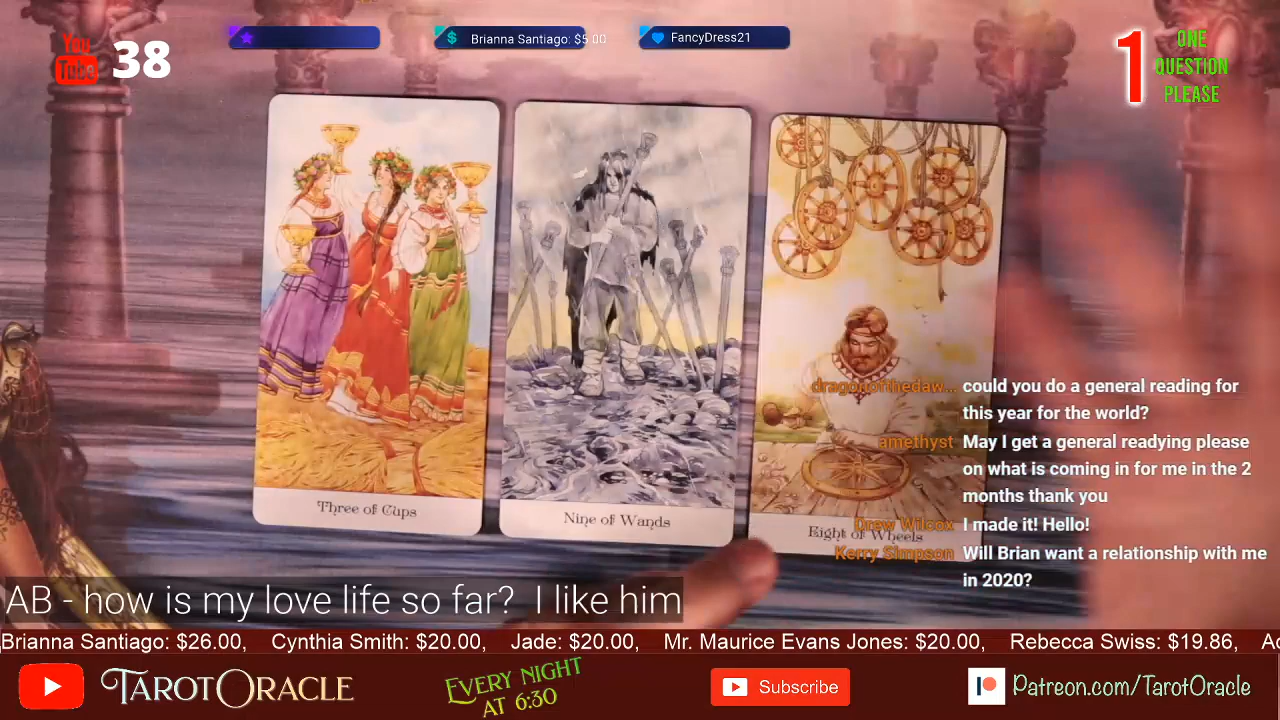 You
Tube
38
Brianna Santiago: $5.00
FancyDress21
1
ONE
QUESTION
PLEASE
Three of Cups
Nine of Wands
Eight of Wheels
dragonofthedaw... could you do a general reading for
this year for the world?
amethyst May I get a general readying please
on what is coming in for me in the 2
months thank you
Drew Wilcox I made it! Hello!
Kerry Simpson Will Brian want a relationship with me
in 2020?
AB - how is my love life so far? I like him
Brianna Santiago: $26.00, Cynthia Smith: $20.00, Jade: $20.00, Mr. Maurice Evans Jones: $20.00, Rebecca Swiss: $19.86, Ac
TAROTORACLE
EVERY NIGHT
AT 6:30
Subscribe
Patreon.com/TarotOracle